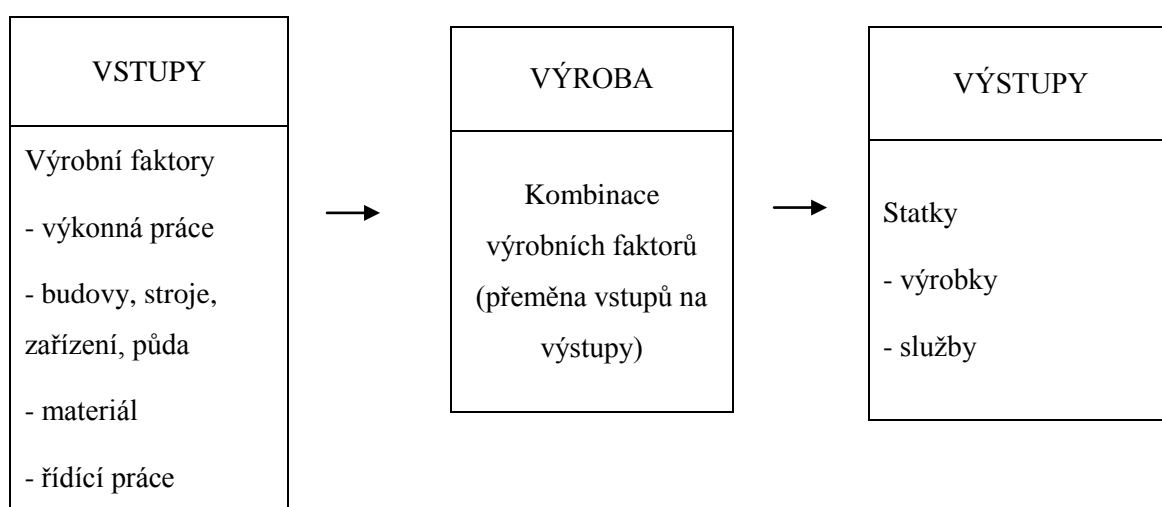 VSTUPY
Výrobní faktory
- výkonná práce
- budovy, stroje,
zařízení, půda
- materiál
- řídící práce
VÝROBA
Kombinace
výrobních faktorů
(přeměna vstupů na
výstupy)
VÝSTUPY
Statky
- výrobky
- služby